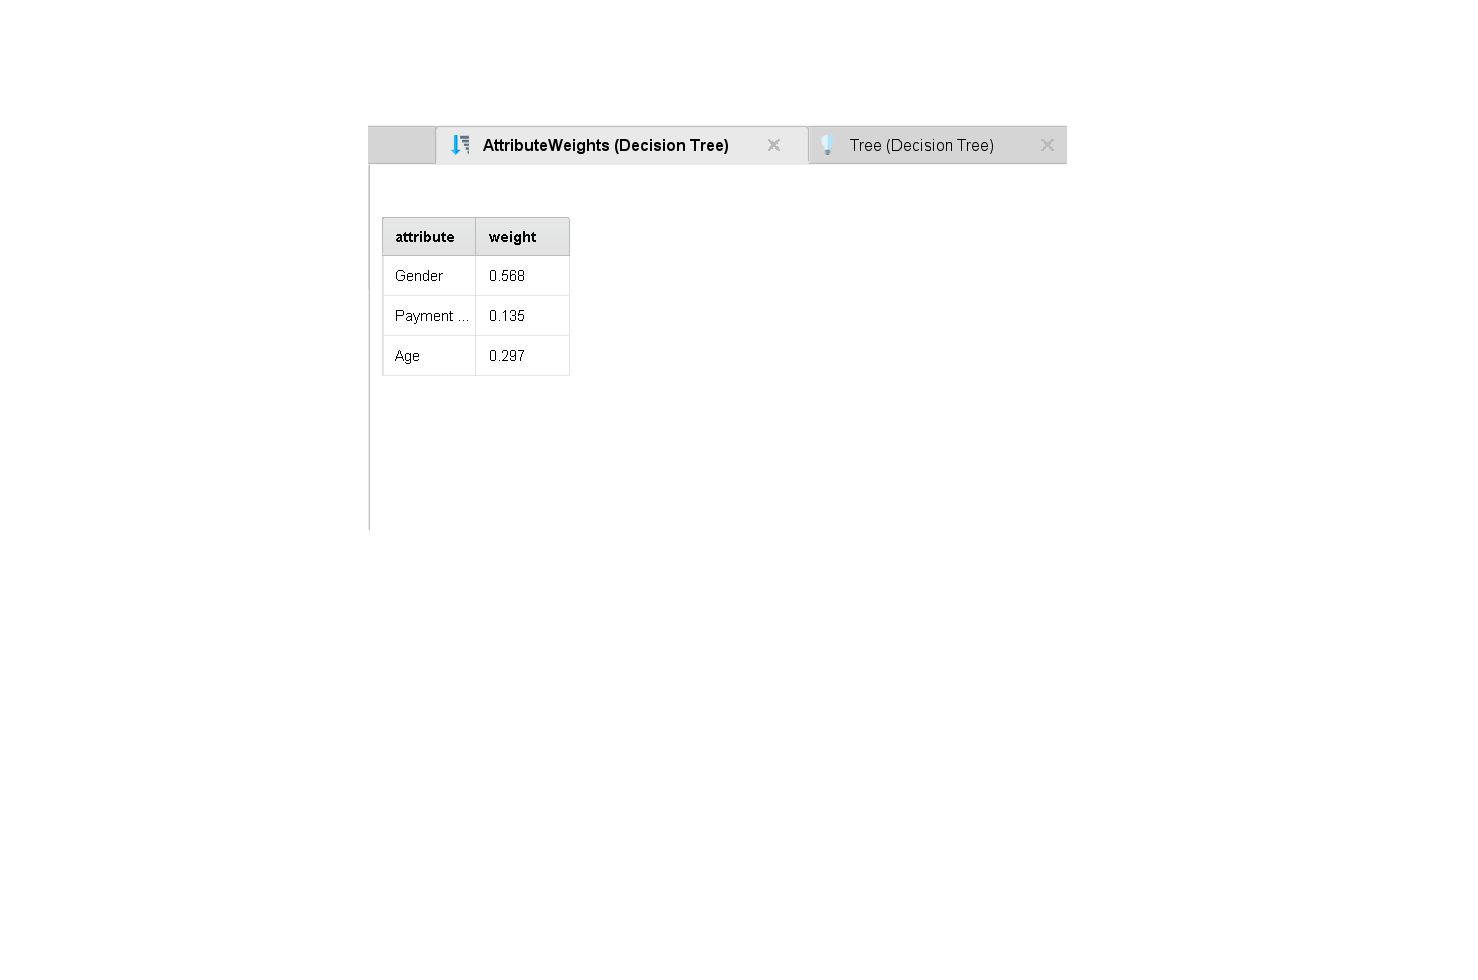 AttributeWeights (Decision Tree) Tree (Decision Tree)
attribute weight
Gender 0.568
Payment ... 0.135
Age 0.297